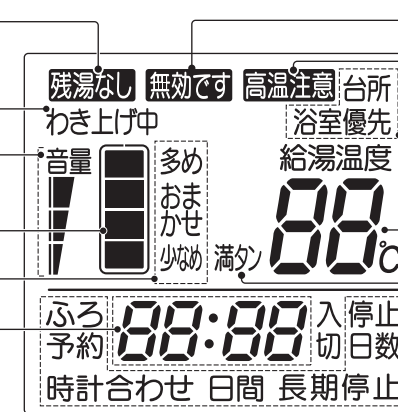 残湯なし 無効です 高温注意 台所
わき上げ中 浴室優先
音量 多め 給湯温度
おま
かせ 88
少なめ 満タン ℃
ふろ 88:88 入 停止
予約 切 日数
時計合わせ 日間 長期停止